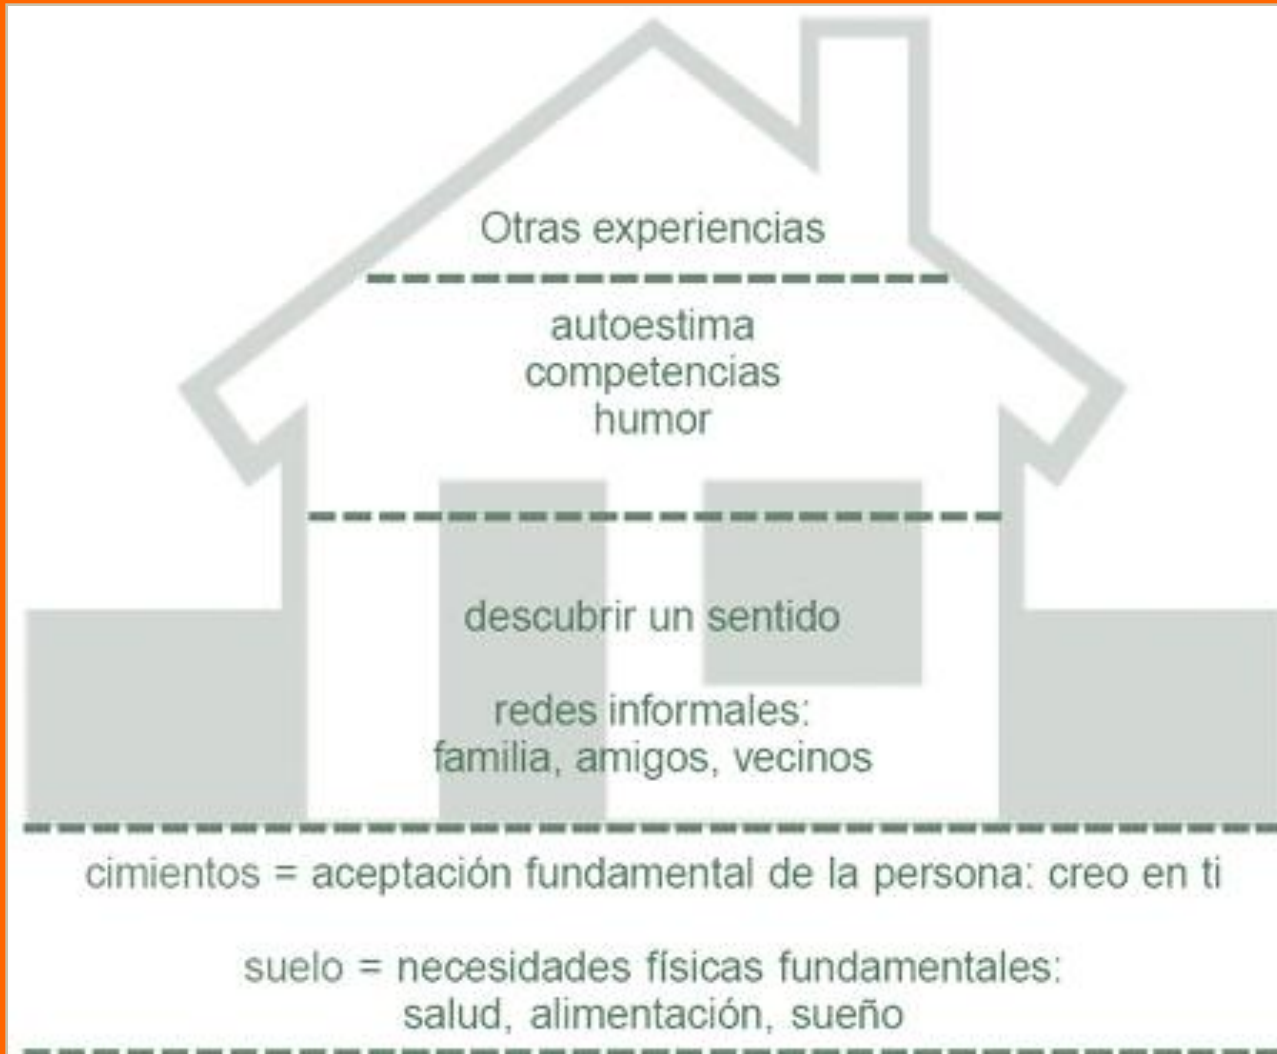 Otras experiencias
autoestima
competencias
humor
descubrir un sentido
redes informales:
familia, amigos, vecinos
cimientos = aceptación fundamental de la persona: creo en ti
suelo = necesidades físicas fundamentales:
salud, alimentación, sueño